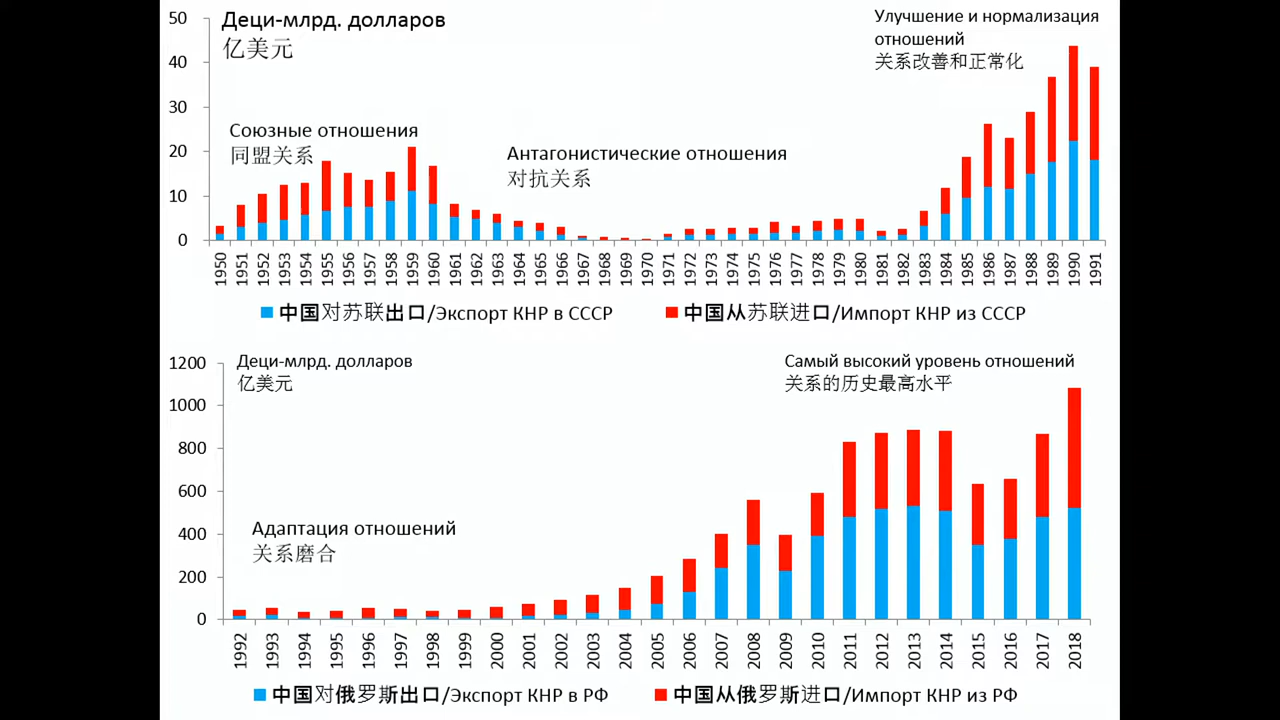 50
Деци-млрд. долларов
亿美元
Улучшение и нормализация
отношений
关系改善和正常化
40
30
Союзные отношения
同盟关系
Антагонистические отношения
对抗关系
20
10
0
1950 1951 1952 1953 1954 1955 1956 1957 1958 1959 1960 1961 1962 1963 1964 1965 1966 1967 1968 1969 1970 1971 1972 1973 1974 1975 1976 1977 1978 1979 1980 1981 1982 1983 1984 1985 1986 1987 1988 1989 1990 1991
中国对苏联出口/Экспорт КНР в СССР 中国从苏联进口/Импорт КНР из СССР
1200
Деци-млрд. долларов
亿美元
Самый высокий уровень отношений
关系的历史最高水平
1000
800
600
Адаптация отношений
关系磨合
400
200
0
1992 1993 1994 1995 1996 1997 1998 1999 2000 2001 2002 2003 2004 2005 2006 2007 2008 2009 2010 2011 2012 2013 2014 2015 2016 2017 2018
中国对俄罗斯出口/Экспорт КНР в РФ 中国从俄罗斯进口/Импорт КНР из РФ